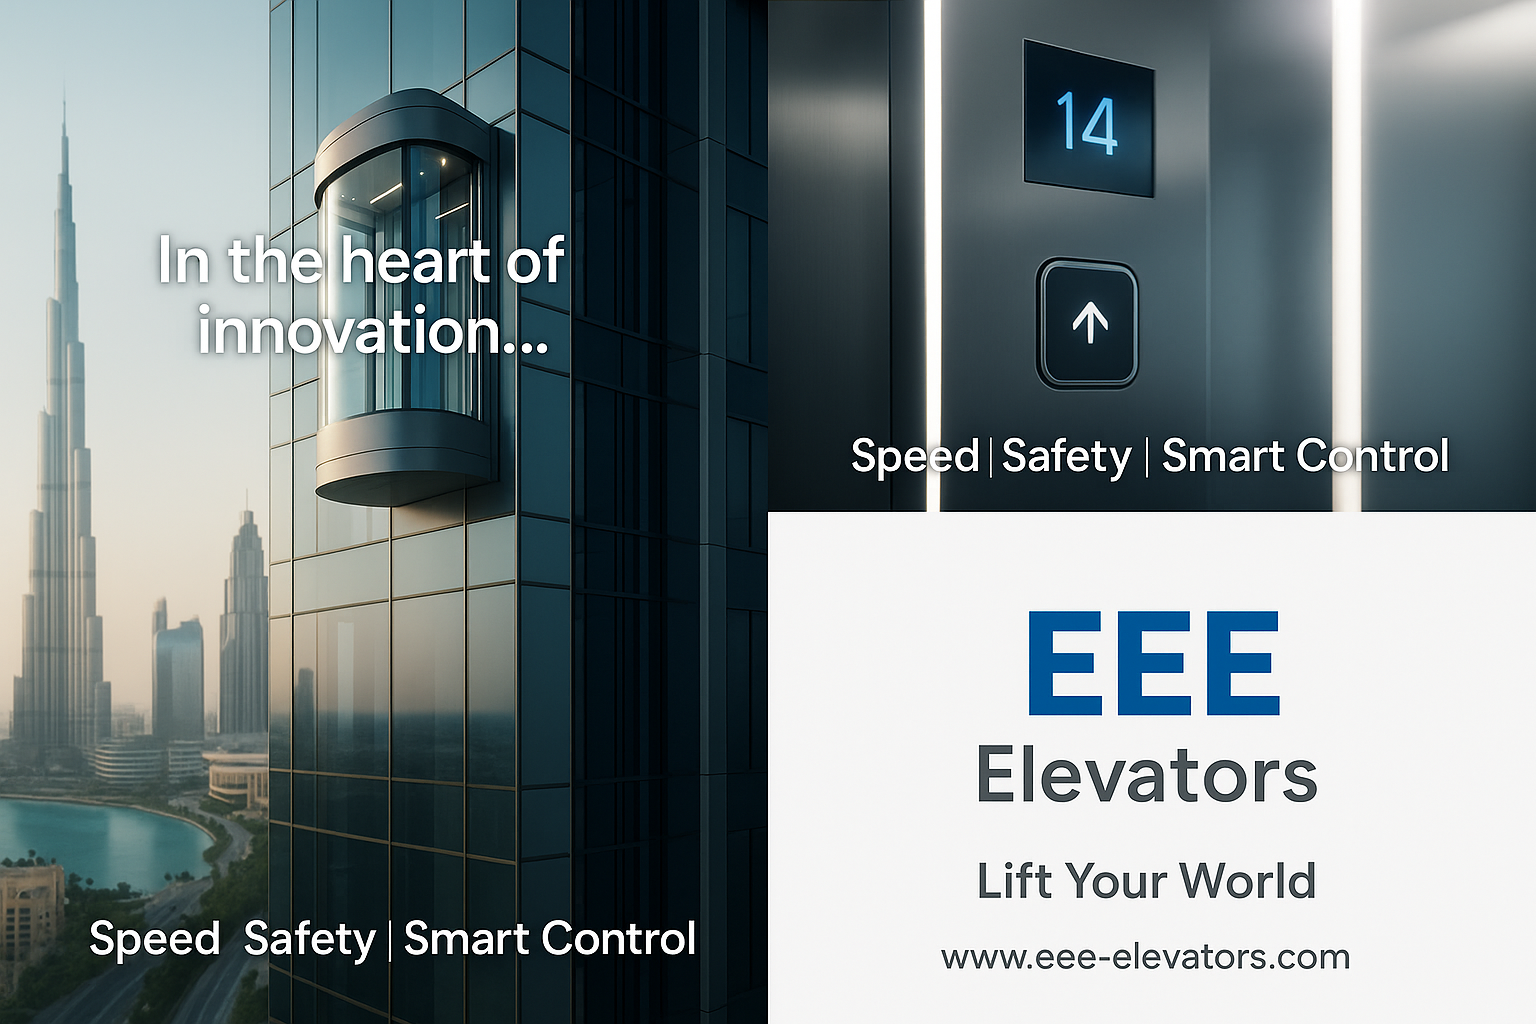 In the heart of
innovation...
Speed Safety | Smart Control
14
Speed | Safety | Smart Control
EEE
Elevators
Lift Your World
www.eee-elevators.com